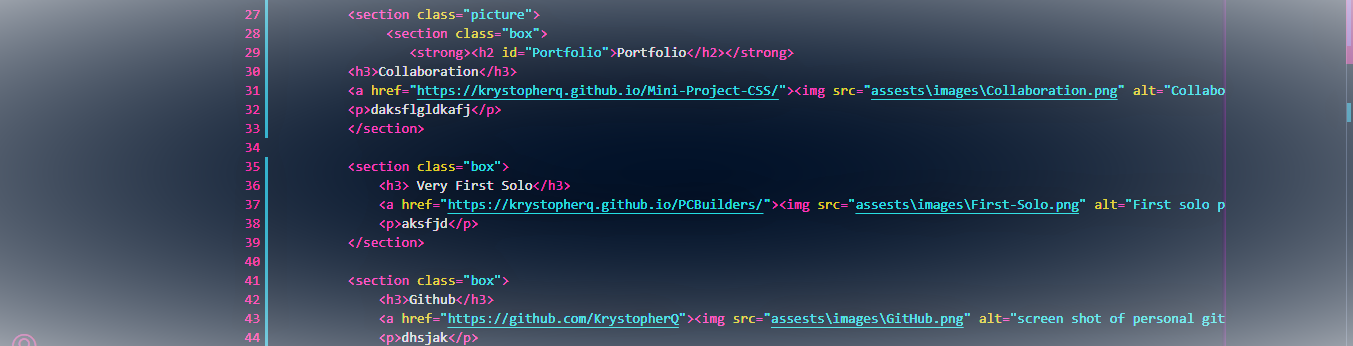 27 <section class="picture">
28 <section class="box">
29 <strong><h2 id="Portfolio">Portfolio</h2></strong>
30 <h3>Collaboration</h3>
31 <a href="https://krystopherq.github.io/Mini-Project-CSS/"><img src="assests\images\Collaboration.png" alt="Collabo
32 <p>daksflgldkafj</p>
33 </section>
34
35 <section class="box">
36 <h3> Very First Solo</h3>
37 <a href="https://krystopherq.github.io/PCBuilders/"><img src="assests\images\First-Solo.png" alt="First solo p
38 <p>aksfjd</p>
39 </section>
40
41 <section class="box">
42 <h3>Github</h3>
43 <a href="https://github.com/KrystopherQ"><img src="assests\images\GitHub.png" alt="screen shot of personal git
44 <p>dhsjak</p>